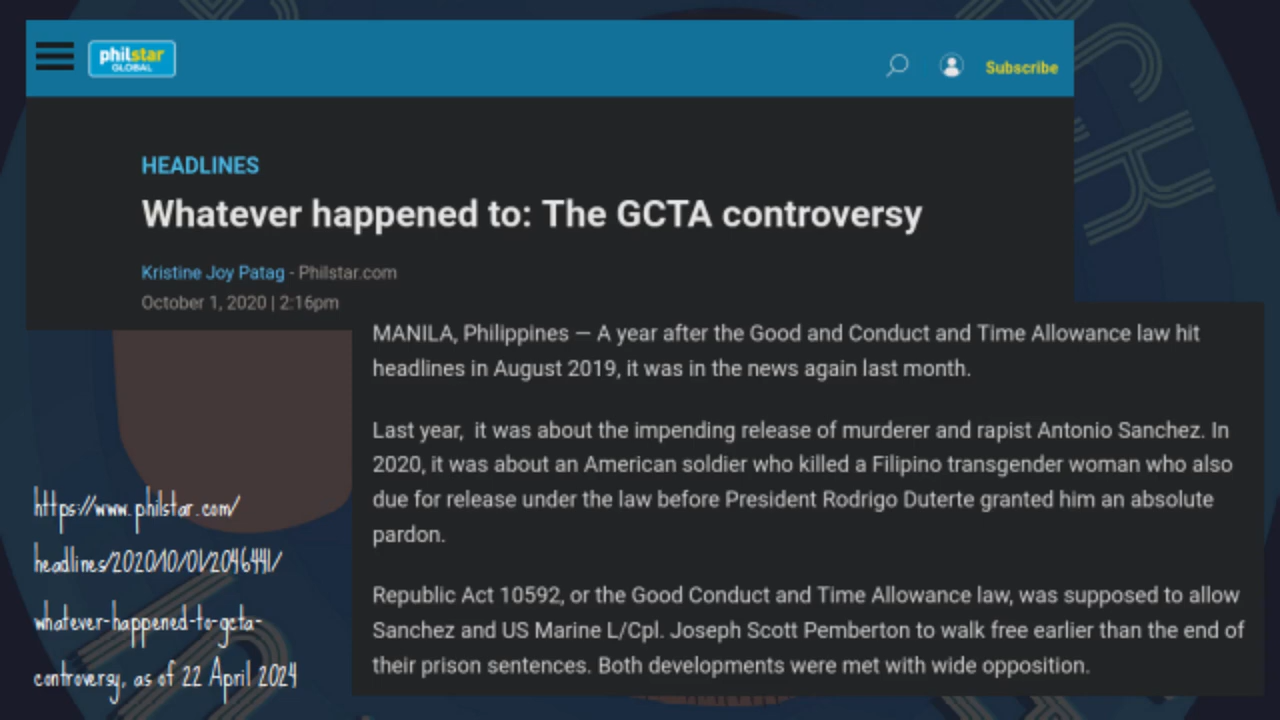 philstar
GLOBAL
Subscribe
HEADLINES
Whatever happened to: The GCTA controversy
Kristine Joy Patag - Philstar.com
October 1, 2020 | 2:16pm
MANILA, Philippines — A year after the Good and Conduct and Time Allowance law hit
headlines in August 2019, it was in the news again last month.
Last year,  it was about the impending release of murderer and rapist Antonio Sanchez. In
2020, it was about an American soldier who killed a Filipino transgender woman who also
due for release under the law before President Rodrigo Duterte granted him an absolute
pardon.
Republic Act 10592, or the Good Conduct and Time Allowance law, was supposed to allow
Sanchez and US Marine L/Cpl. Joseph Scott Pemberton to walk free earlier than the end of
their prison sentences. Both developments were met with wide opposition.
https://www.philstar.com/
headlines/2020/10/01/2046441/
whatever-happened-to-gcta-
controversy, as of 22 April 2024